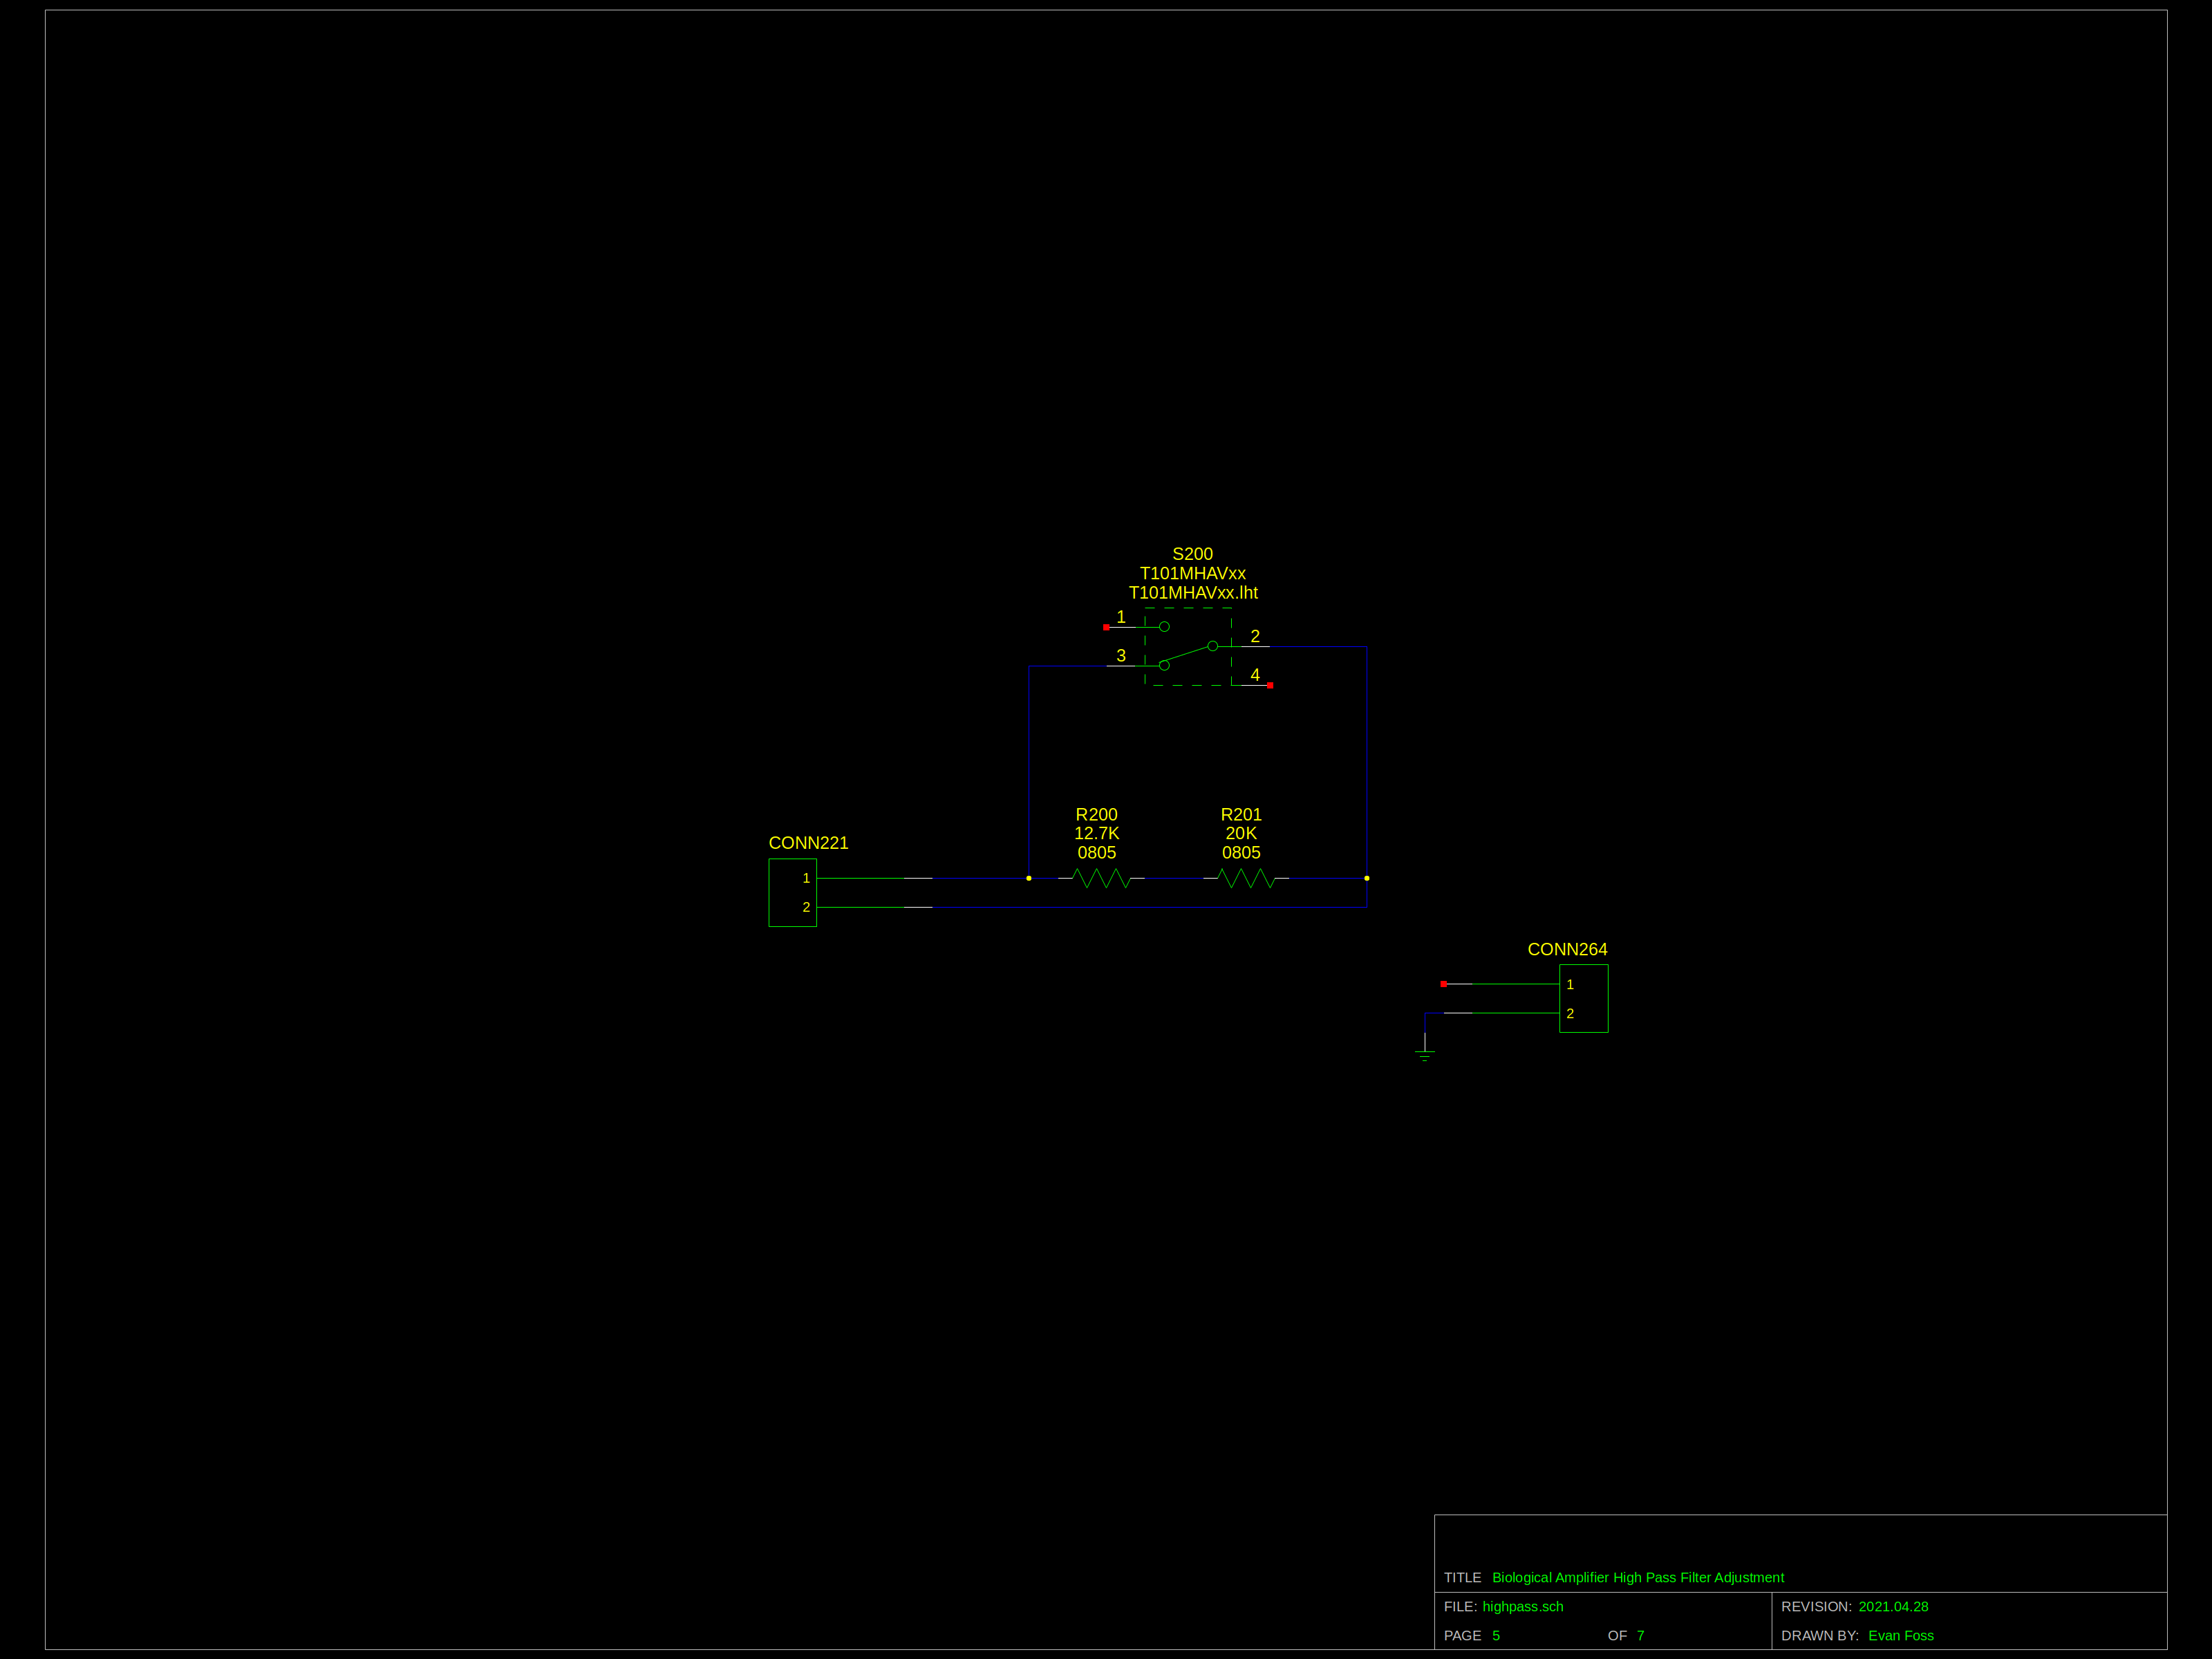 S200
T101MHAVxx
T101MHAVxx.lht
1
2
3
4
R200
12.7K
0805
R201
20K
0805
CONN221
1
2
CONN264
1
2
TITLE Biological Amplifier High Pass Filter Adjustment
FILE: highpass.sch
REVISION: 2021.04.28
PAGE 5 OF 7
DRAWN BY: Evan Foss